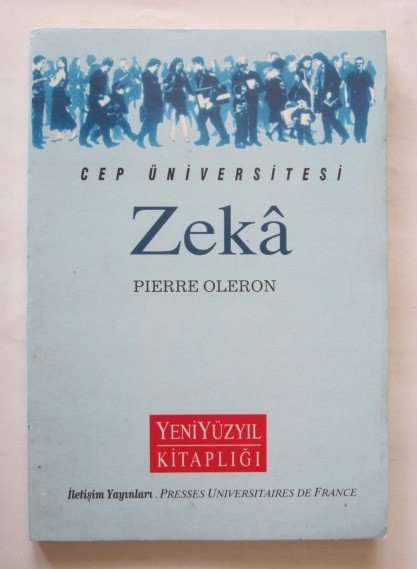 CEP ÜNİVERSİTESİ
Zekâ
PIERRE OLERON
YENİYÜZYIL
KİTAPLIĞI
İletişim Yayınları . PRESSES UNIVERSITAIRES DE FRANCE